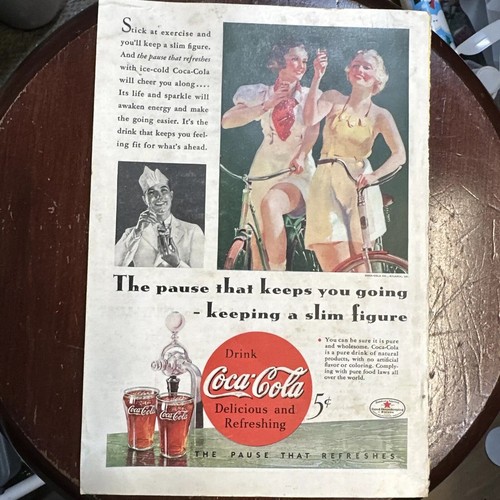 Stick at exercise and
you'll keep a slim figure.
And the pause that refreshes
with ice-cold Coca-Cola
will cheer you along....
Its life and sparkle will
awaken energy and make
the going easier. It's the
drink that keeps you feel-
ing fit for what's ahead.
The pause that keeps you going
- keeping a slim figure
Drink
Coca-Cola
Delicious and
Refreshing
5¢
You can be sure it is pure
and wholesome. Coca-Cola
is a pure drink of natural
products, with no artificial
flavor or coloring. Comply-
ing with pure food laws all
over the world.
Drink
Coca-Cola
Coca-Cola
THE PAUSE THAT REFRESHES